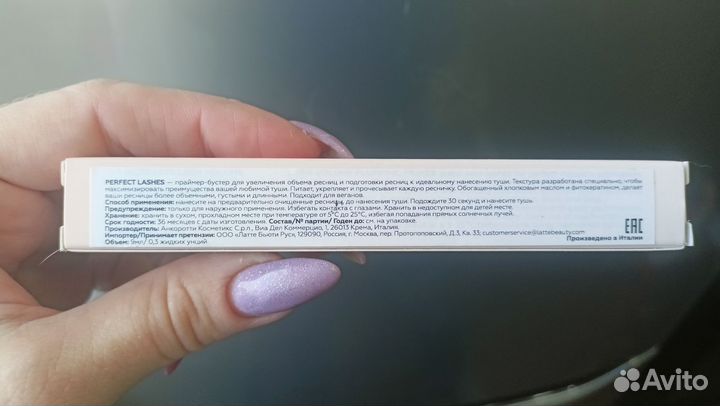 PERFECT LASHES — праймер-бустер для увеличения объема ресниц и подготовки ресниц к идеальному нанесению туши. Текстура разработана специально, чтобы
максимизировать преимущества вашей любимой туши. Питает, укрепляет и прочесывает каждую ресничку. Обогащенный хлопковым маслом и фитокератином, делает
ваши ресницы более объемными, густыми и длинными. Подходит для веганов.
Способ применения: нанесите на предварительно очищенные ресницы до нанесения туши. Подождите 30 секунд и нанесите тушь.
Предупреждение: только для наружного применения. Избегать контакта с глазами. Хранить в недоступном для детей месте.
Хранение: хранить в сухом, прохладном месте при температуре от 5°C до 25°C, избегая попадания прямых солнечных лучей.
Срок годности: 36 месяцев с даты изготовления. Состав/№ партии/ Годен до: см. на упаковке.
Производитель: Анкоротти Косметикс С.р.л., Виа Дел Коммерцио, 1, 26013 Крема, Италия.
Импортер/Принимает претензии: ООО «Латте Бьюти Рус», 129090, Россия, г. Москва, пер. Протопоповский, Д.3, Кв. 33; customerservice@lattebeauty.com
Объем: 9мл/ 0,3 жидких унций
EAC
Произведено в Италии
Avito